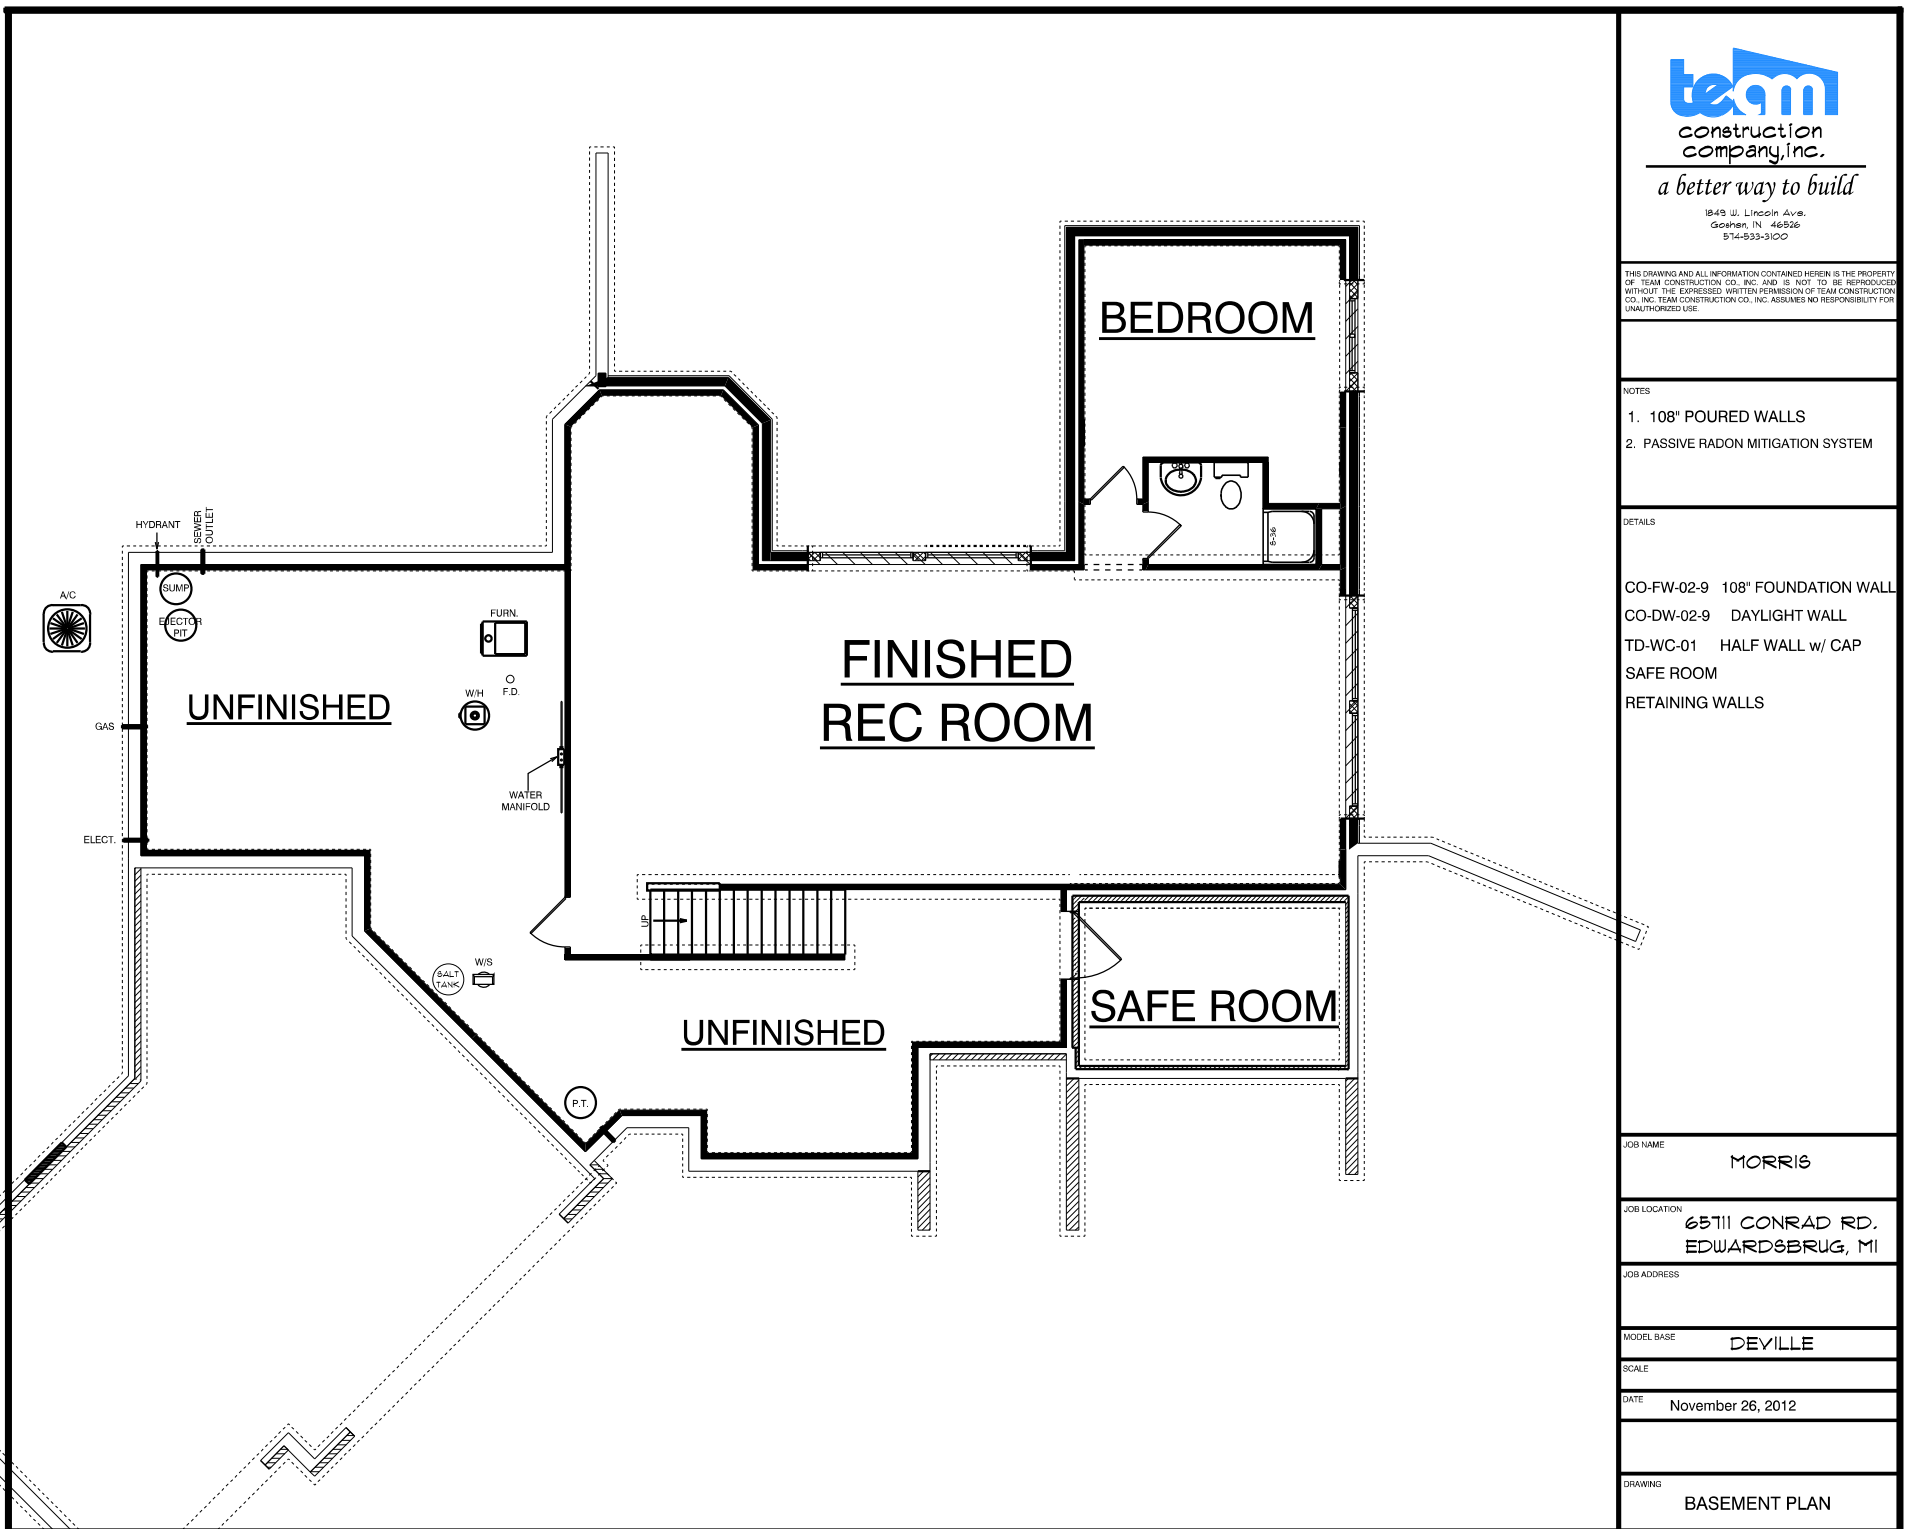 BEDROOM
HYDRANT
SEWER
OUTLET
SUMP
A/C
EJECTOR
PIT
FURN.
F.D.
W/H
UNFINISHED
GAS
WATER
MANIFOLD
ELECT.
FINISHED
REC ROOM
8-36
UP
SALT
TANK
W/S
UNFINISHED
SAFE ROOM
P.T.
team
construction
company,inc.
a better way to build
1849 W. Lincoln Ave.
Goshen, IN 46526
574-533-3100
THIS DRAWING AND ALL INFORMATION CONTAINED HEREIN IS THE PROPERTY
OF TEAM CONSTRUCTION CO., INC. AND IS NOT TO BE REPRODUCED
WITHOUT THE EXPRESSED WRITTEN PERMISSION OF TEAM CONSTRUCTION
CO., INC. TEAM CONSTRUCTION CO., INC. ASSUMES NO RESPONSIBILITY FOR
UNAUTHORIZED USE.
NOTES
1. 108" POURED WALLS
2. PASSIVE RADON MITIGATION SYSTEM
DETAILS
CO-FW-02-9 108" FOUNDATION WALL
CO-DW-02-9 DAYLIGHT WALL
TD-WC-01 HALF WALL w/ CAP
SAFE ROOM
RETAINING WALLS
JOB NAME
MORRIS
JOB LOCATION
65711 CONRAD RD.
EDWARDSBRUG, MI
JOB ADDRESS
MODEL BASE
DEVILLE
SCALE
DATE
November 26, 2012
DRAWING
BASEMENT PLAN